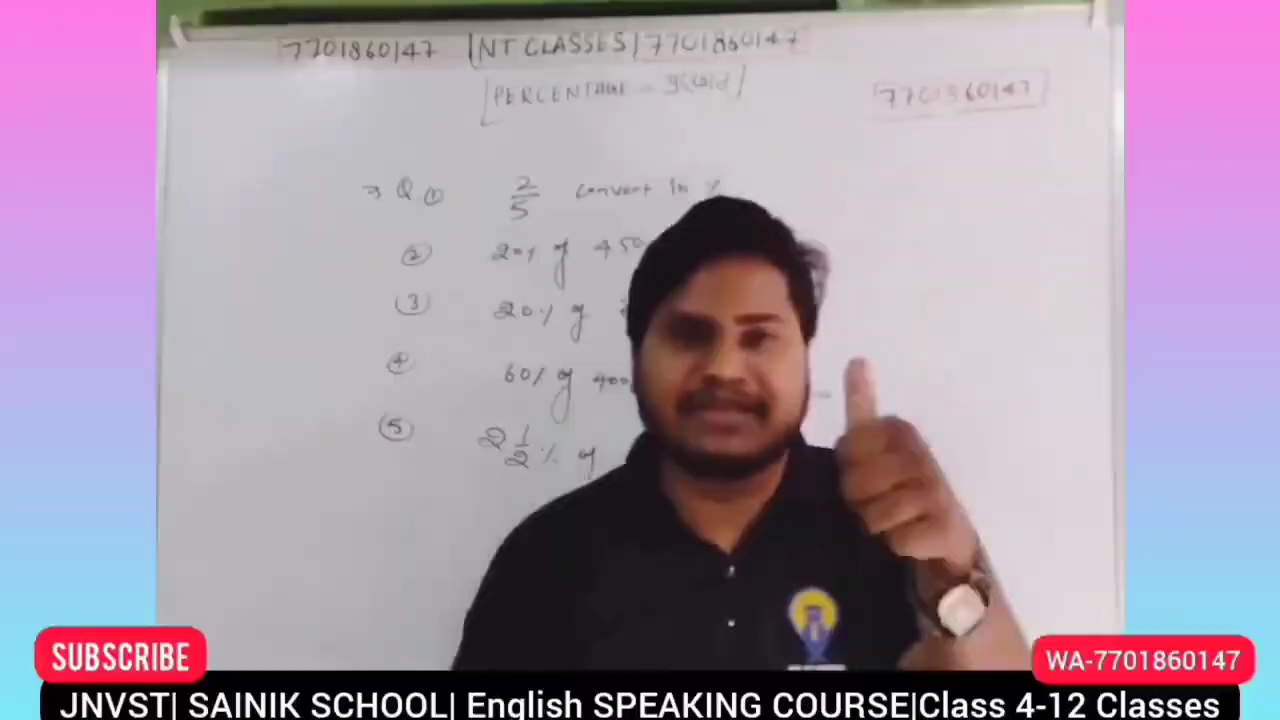 7701860147 |NT CLASSES| 7701860147
[PERCENTAGE - प्रतिशत]
7701860147
→ Q ① 2/5 convert in %
② 20% of 450
③ 20% of
④ 60% of 400
⑤ 2 1/2 % of
SUBSCRIBE
WA-7701860147
JNVST| SAINIK SCHOOL| English SPEAKING COURSE|Class 4-12 Classes